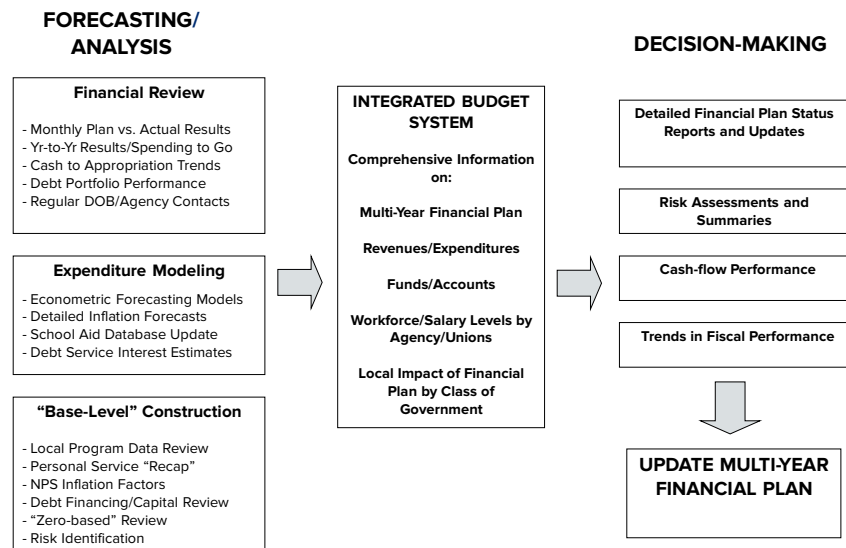 FORECASTING/
ANALYSIS
Financial Review
- Monthly Plan vs. Actual Results
- Yr-to-Yr Results/Spending to Go
- Cash to Appropriation Trends
- Debt Portfolio Performance
- Regular DOB/Agency Contacts
Expenditure Modeling
- Econometric Forecasting Models
- Detailed Inflation Forecasts
- School Aid Database Update
- Debt Service Interest Estimates
“Base-Level” Construction
- Local Program Data Review
- Personal Service “Recap”
- NPS Inflation Factors
- Debt Financing/Capital Review
- “Zero-based” Review
- Risk Identification
INTEGRATED BUDGET
SYSTEM
Comprehensive Information
on:
Multi-Year Financial Plan
Revenues/Expenditures
Funds/Accounts
Workforce/Salary Levels by
Agency/Unions
Local Impact of Financial
Plan by Class of
Government
DECISION-MAKING
Detailed Financial Plan Status
Reports and Updates
Risk Assessments and
Summaries
Cash-flow Performance
Trends in Fiscal Performance
UPDATE MULTI-YEAR
FINANCIAL PLAN